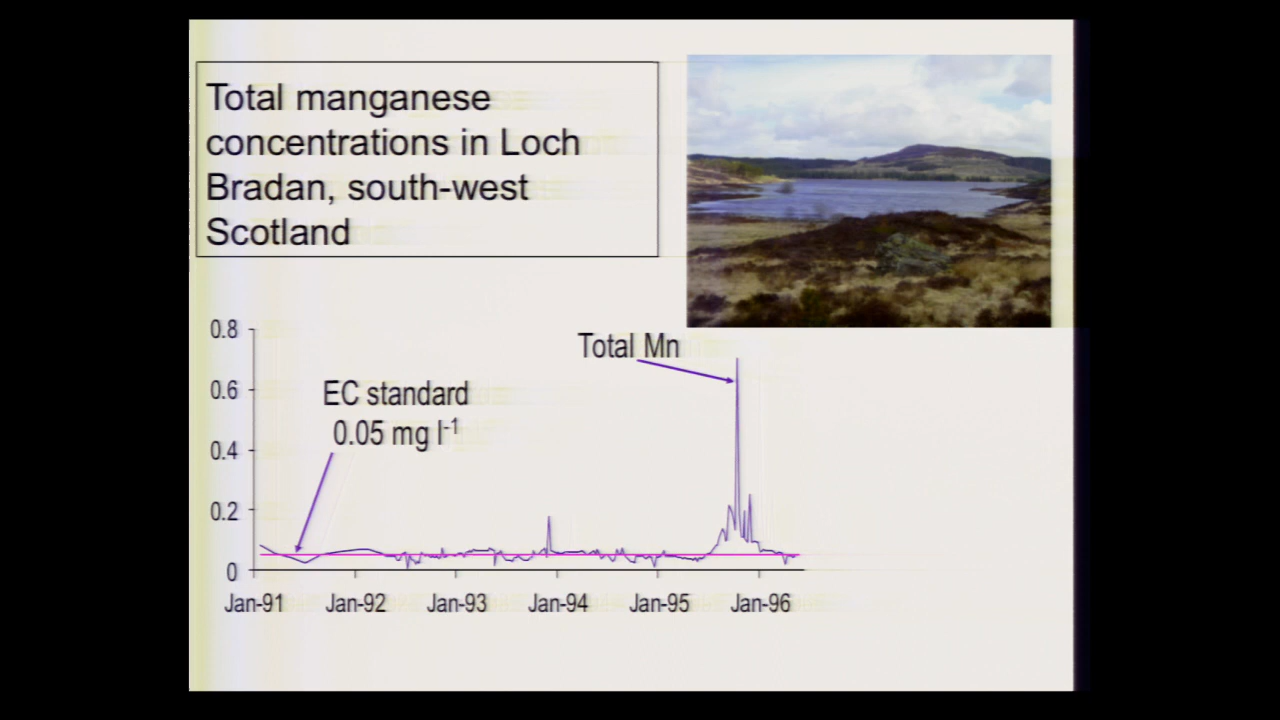 Total manganese
concentrations in Loch
Bradan, south-west
Scotland
0.8
0.6
0.4
0.2
0
Total Mn
EC standard
0.05 mg l-1
Jan-91 Jan-92 Jan-93 Jan-94 Jan-95 Jan-96